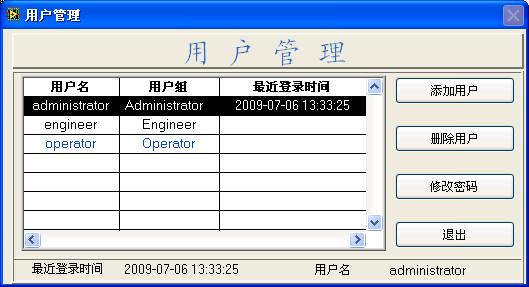 用户管理
用 户 管 理
用户名 用户组 最近登录时间
administrator Administrator 2009-07-06 13:33:25
engineer Engineer
operator Operator
添加用户
删除用户
修改密码
退出
最近登录时间 2009-07-06 13:33:25 用户名 administrator